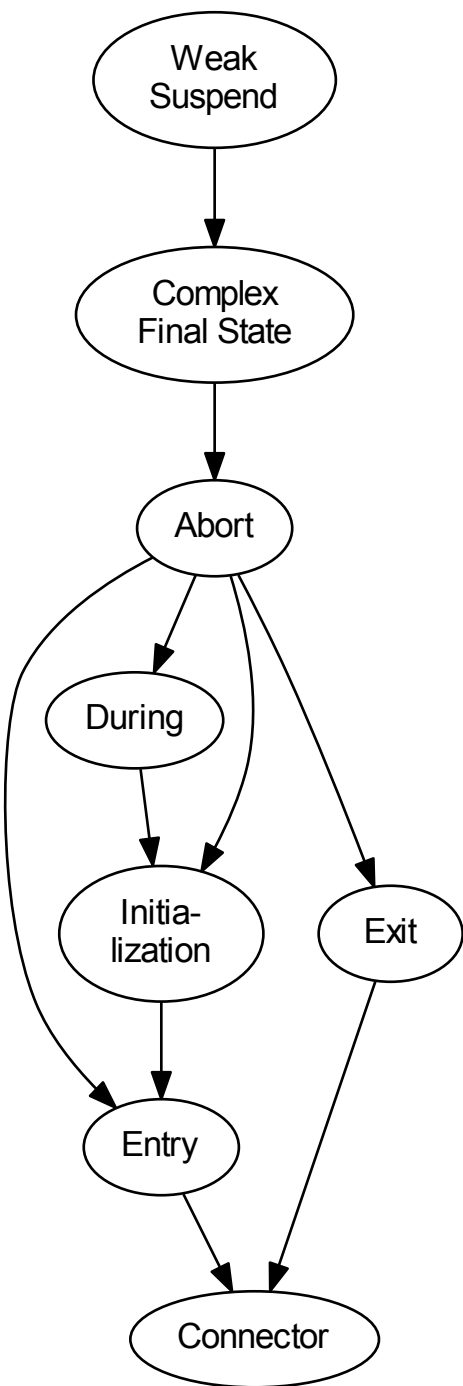 Weak
Suspend
Complex
Final State
Abort
During
Initia-
lization
Exit
Entry
Connector